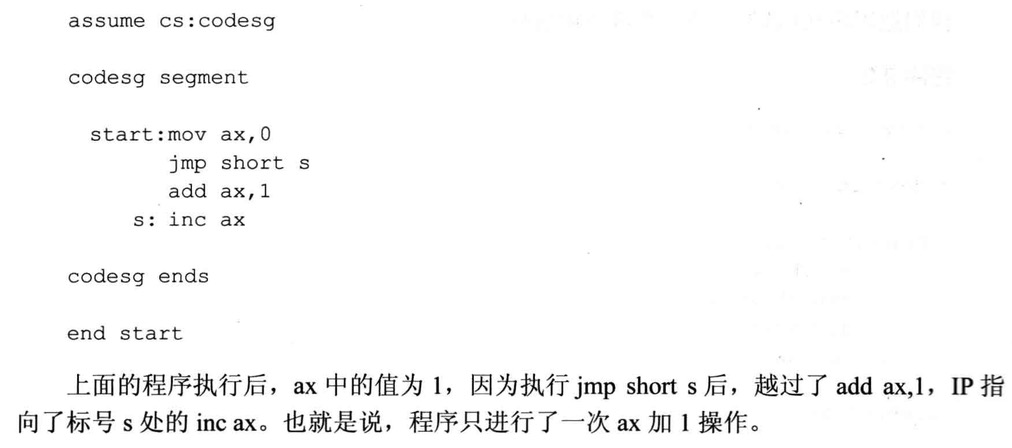 assume cs:codesg
codesg segment
start:mov ax,0
jmp short s
add ax,1
s: inc ax
codesg ends
end start
上面的程序执行后，ax 中的值为 1，因为执行 jmp short s 后，越过了 add ax,1，IP 指
向了标号 s 处的 inc ax。也就是说，程序只进行了一次 ax 加 1 操作。